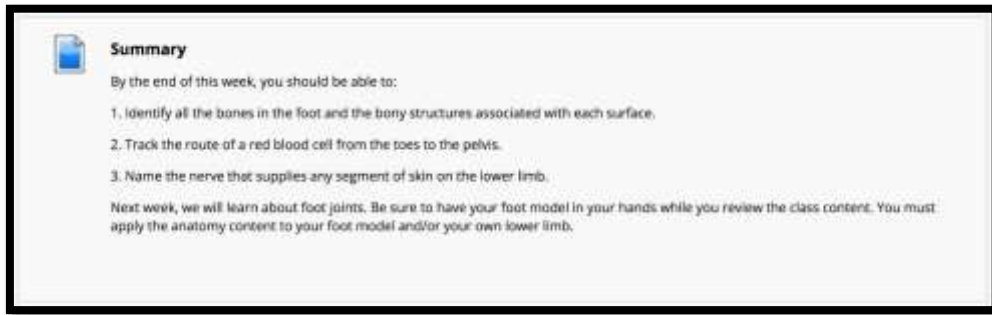 Summary
By the end of this week, you should be able to:
1. Identify all the bones in the foot and the bony structures associated with each surface.
2. Track the route of a red blood cell from the toes to the pelvis.
3. Name the nerve that supplies any segment of skin on the lower limb.
Next week, we will learn about foot joints. Be sure to have your foot model in your hands while you review the class content. You must
apply the anatomy content to your foot model and/or your own lower limb.